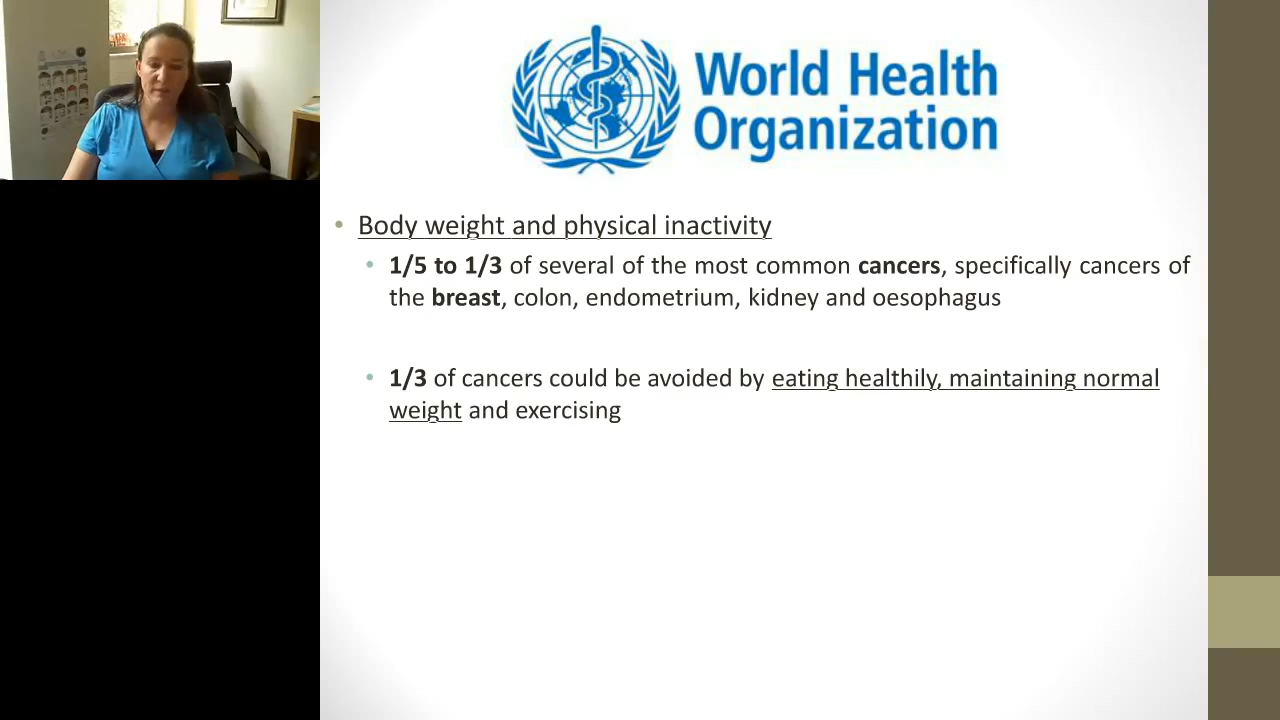 World Health
Organization
• Body weight and physical inactivity
• 1/5 to 1/3 of several of the most common cancers, specifically cancers of
the breast, colon, endometrium, kidney and oesophagus
• 1/3 of cancers could be avoided by eating healthily, maintaining normal
weight and exercising